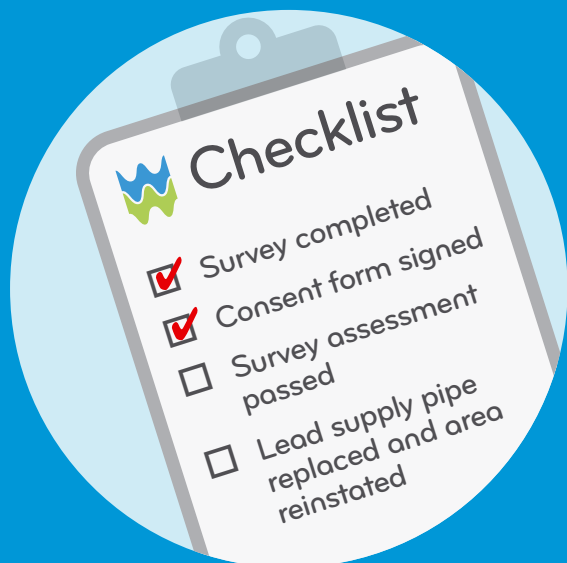 Checklist
Survey completed
Consent form signed
Survey assessment
passed
Lead supply pipe
replaced and area
reinstated